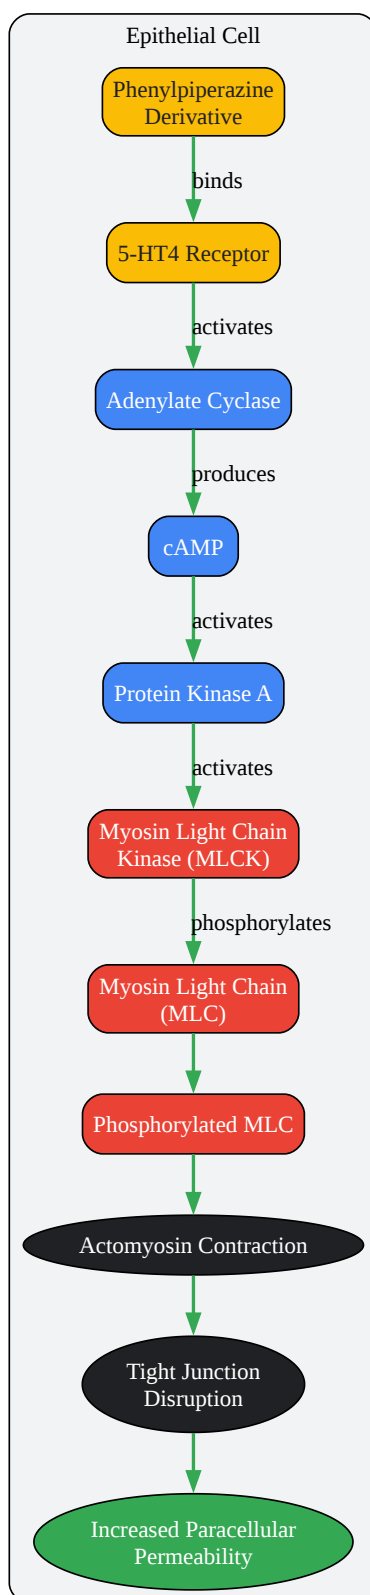 Epithelial Cell
Phenylpiperazine
Derivative
binds
5-HT4 Receptor
activates
Adenylate Cyclase
produces
cAMP
activates
Protein Kinase A
activates
Myosin Light Chain
Kinase (MLCK)
phosphorylates
Myosin Light Chain
(MLC)
Phosphorylated MLC
Actomyosin Contraction
Tight Junction
Disruption
Increased Paracellular
Permeability